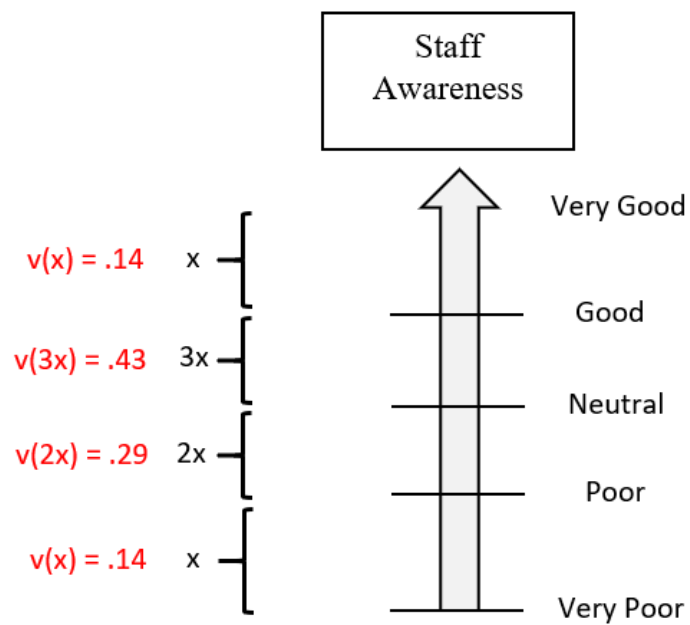 Staff
Awareness
Very Good
v(x) = .14 x
Good
v(3x) = .43 3x
Neutral
v(2x) = .29 2x
Poor
v(x) = .14 x
Very Poor